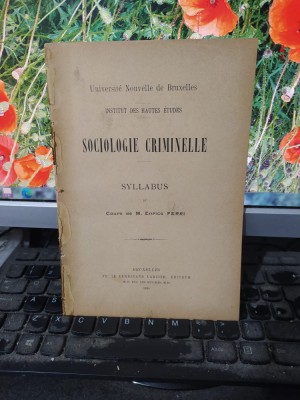 Université Nouvelle de Bruxelles
INSTITUT DES HAUTES ÉTUDES
SOCIOLOGIE CRIMINELLE
SYLLABUS
Cours de M. Enrico FERRI
BRUXELLES
C V B N M